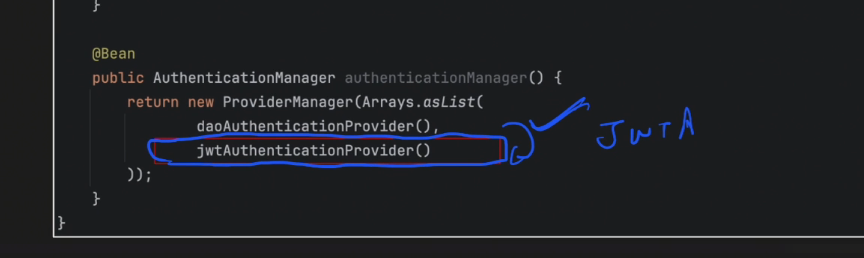 }
@Bean
public AuthenticationManager authenticationManager() {
return new ProviderManager(Arrays.asList(
daoAuthenticationProvider(),
jwtAuthenticationProvider()
JWTA
));
}
}